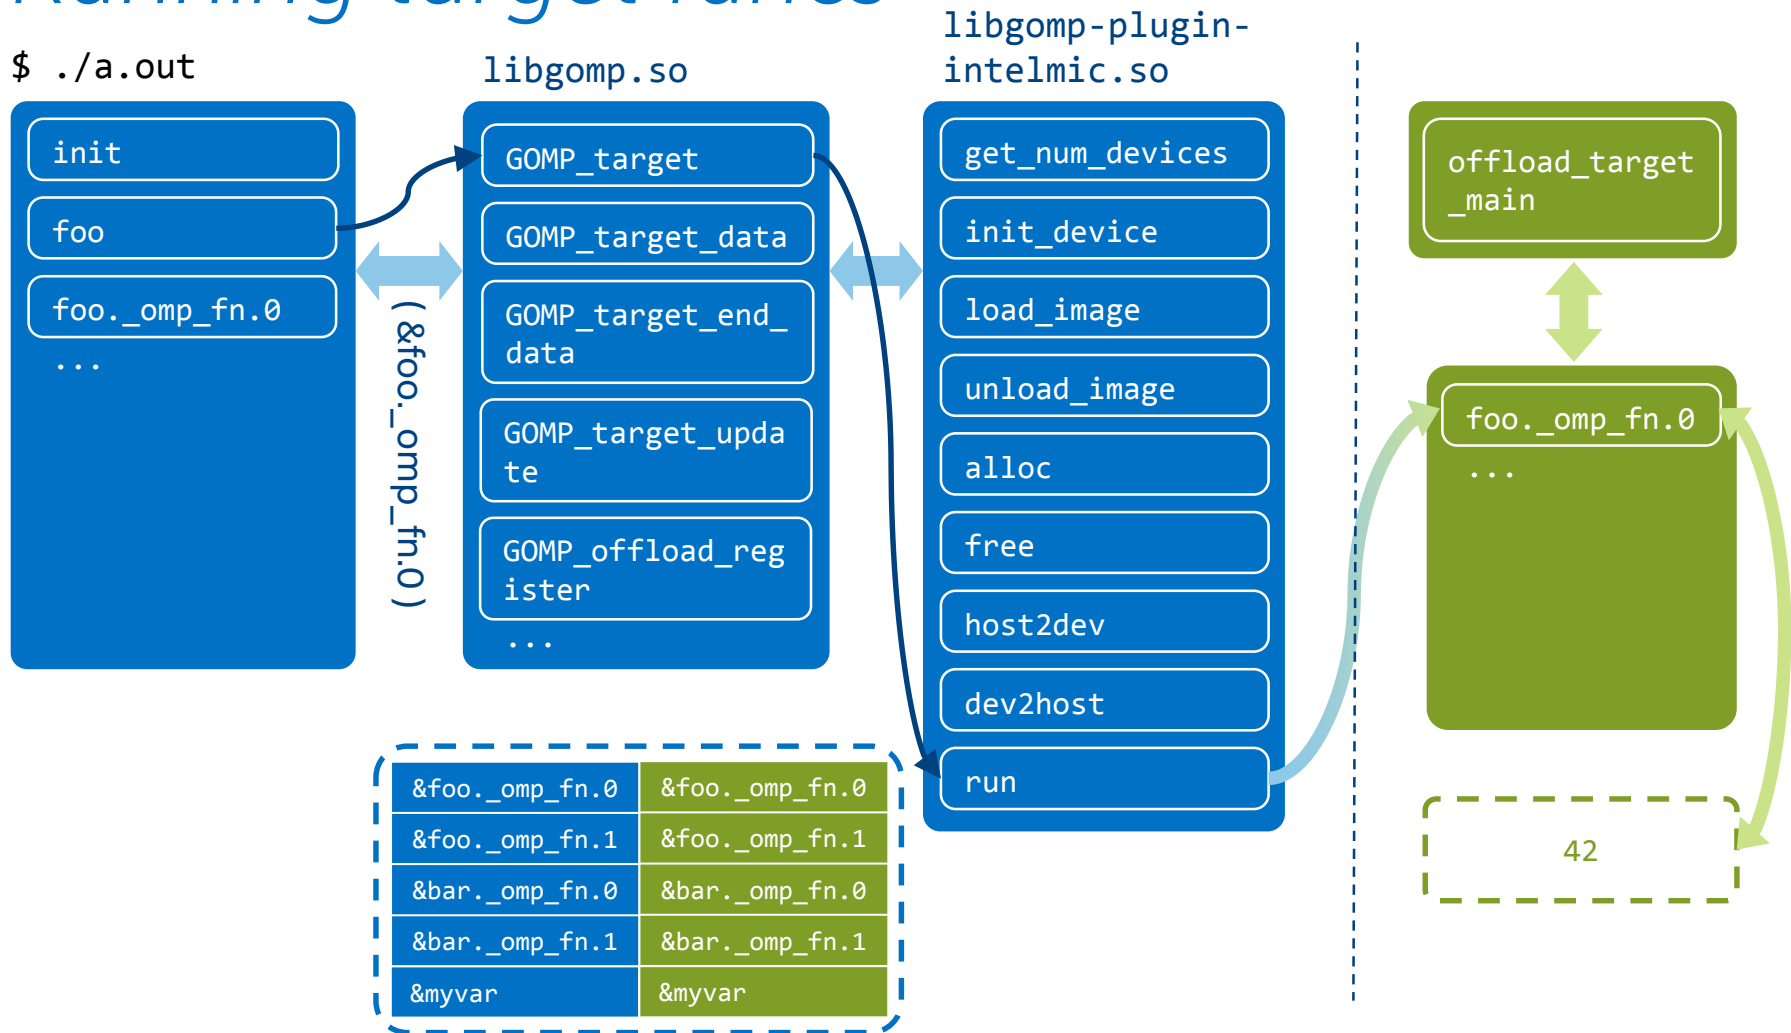 Running target funcs
$ ./a.out
init
foo
foo._omp_fn.0
...
( &foo._omp_fn.0 )
libgomp.so
GOMP_target
GOMP_target_data
GOMP_target_end_
data
GOMP_target_upda
te
GOMP_offload_reg
ister
...
libgomp-plugin-
intelmic.so
get_num_devices
init_device
load_image
unload_image
alloc
free
host2dev
dev2host
run
offload_target
_main
foo._omp_fn.0
...
42
&foo._omp_fn.0 &foo._omp_fn.0
&foo._omp_fn.1 &foo._omp_fn.1
&bar._omp_fn.0 &bar._omp_fn.0
&bar._omp_fn.1 &bar._omp_fn.1
&myvar &myvar